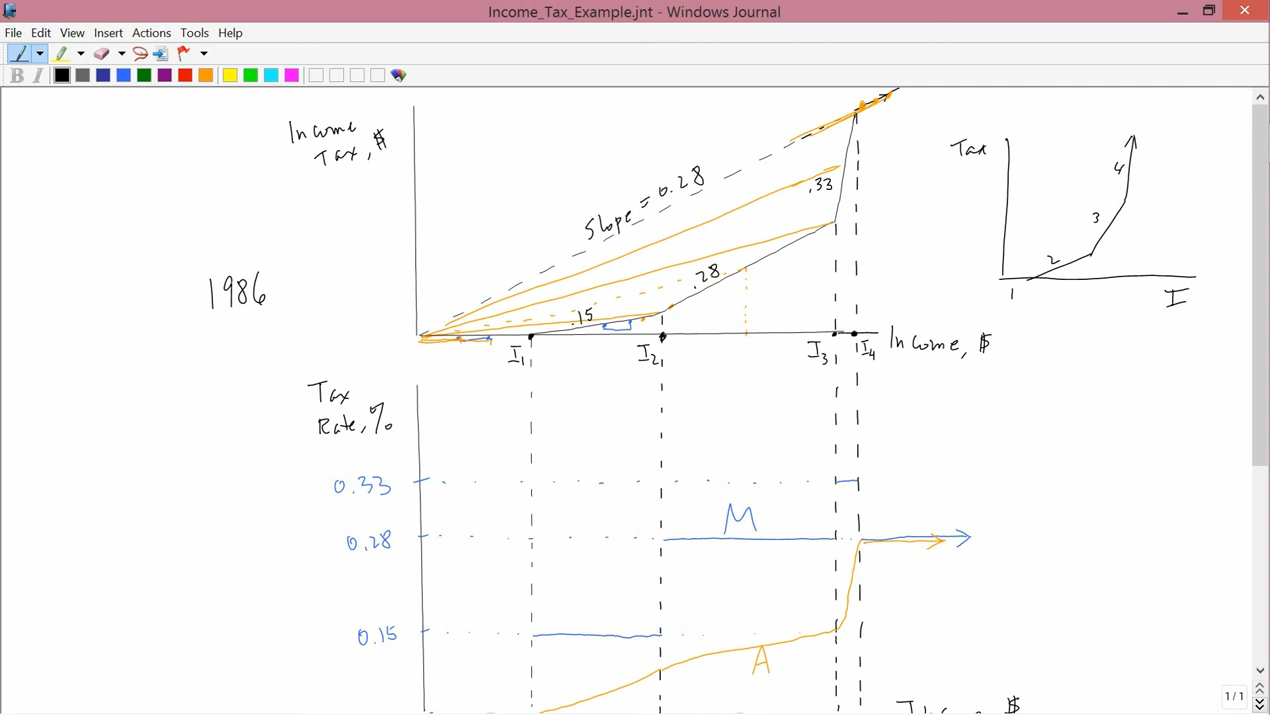 Income_Tax_Example.jnt - Windows Journal
File Edit View Insert Actions Tools Help
B I
Income
Tax, $
Slope = 0.28
.33
.28
.15
1986
I1
I2
I3
I4
Income, $
Tax
4
3
2
1
I
Tax
Rate, %
0.33
M
0.28
0.15
A
1 / 1